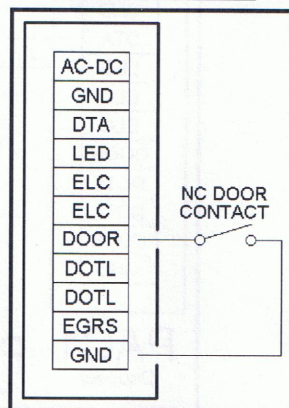 AC-DC
GND
DTA
LED
ELC
ELC
NC DOOR
CONTACT
DOOR
DOTL
DOTL
EGRS
GND